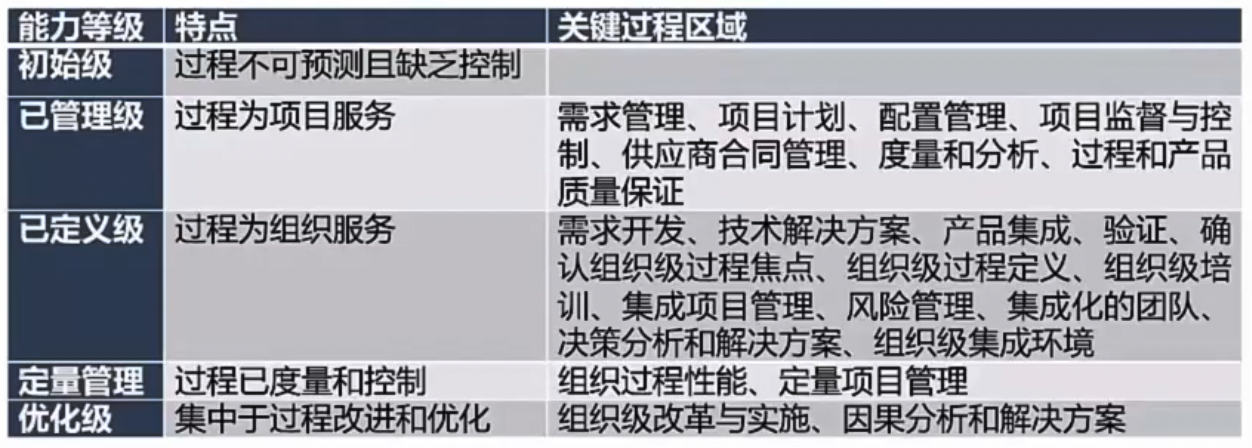 能力等级 特点 关键过程区域
初始级 过程不可预测且缺乏控制
已管理级 过程为项目服务 需求管理、项目计划、配置管理、项目监督与控
制、供应商合同管理、度量和分析、过程和产品
质量保证
已定义级 过程为组织服务 需求开发、技术解决方案、产品集成、验证、确
认组织级过程焦点、组织级过程定义、组织级培
训、集成项目管理、风险管理、集成化的团队、
决策分析和解决方案、组织级集成环境
定量管理 过程已度量和控制 组织过程性能、定量项目管理
优化级 集中于过程改进和优化 组织级改革与实施、因果分析和解决方案